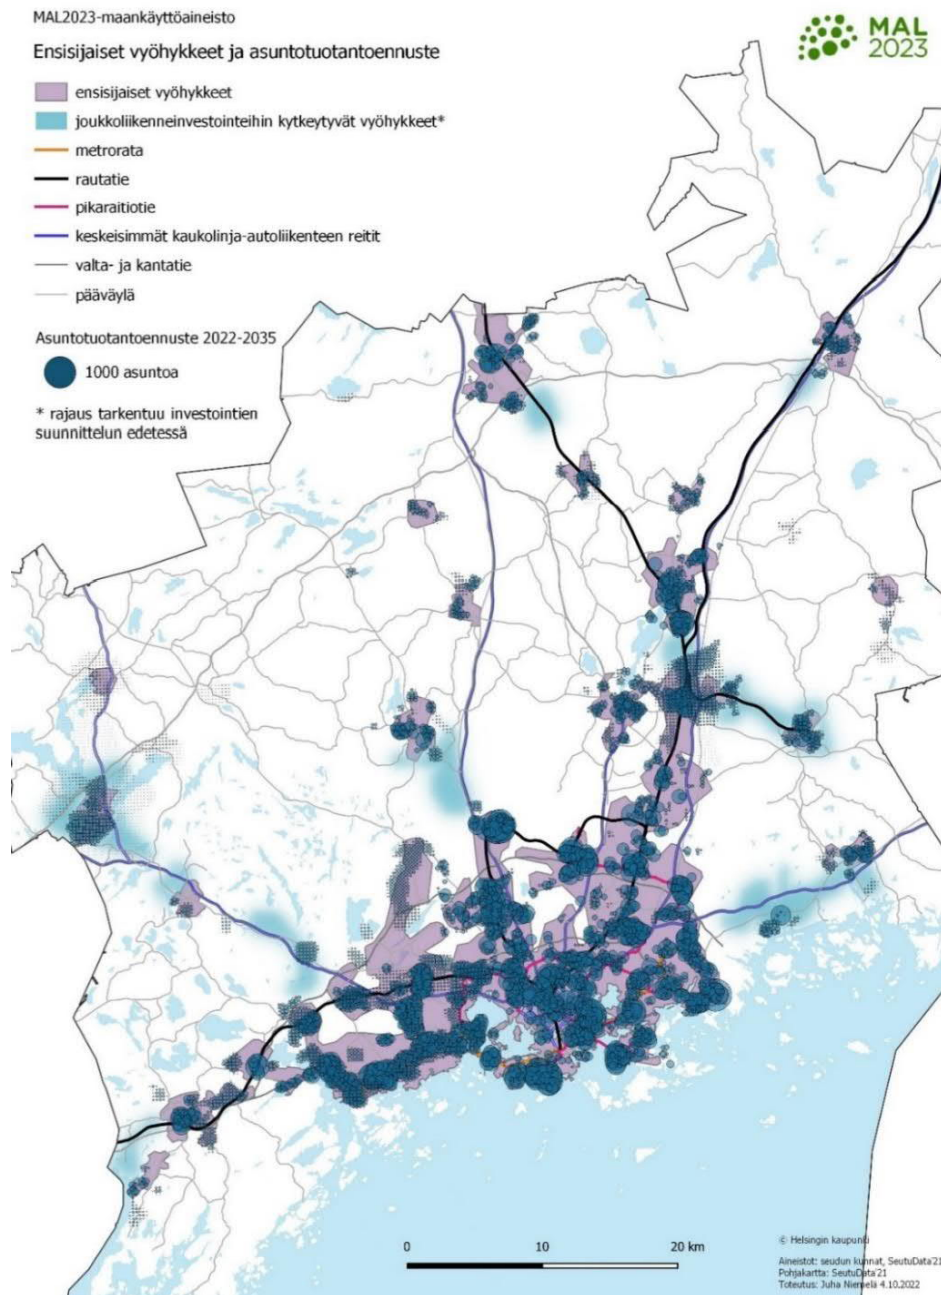 MAL2023-maankäyttöaineisto
MAL
2023
Ensisijaiset vyöhykkeet ja asuntotuotantoennuste
ensisijaiset vyöhykkeet
joukkoliikenneinvestointeihin kytkeytyvät vyöhykkeet*
metrorata
rautatie
pikaraitiotie
keskeisimmät kaukolinja-autoliikenteen reitit
valta- ja kantatie
pääväylä
Asuntotuotantoennuste 2022-2035
1000 asuntoa
* rajaus tarkentuu investointien
suunnittelun edetessä
0 10 20 km
© Helsingin kaupunki
Aineistot: seudun kunnat, SeutuData'21
Pohjakartta: SeutuData'21
Toteutus: Juha Niemelä 4.10.2022